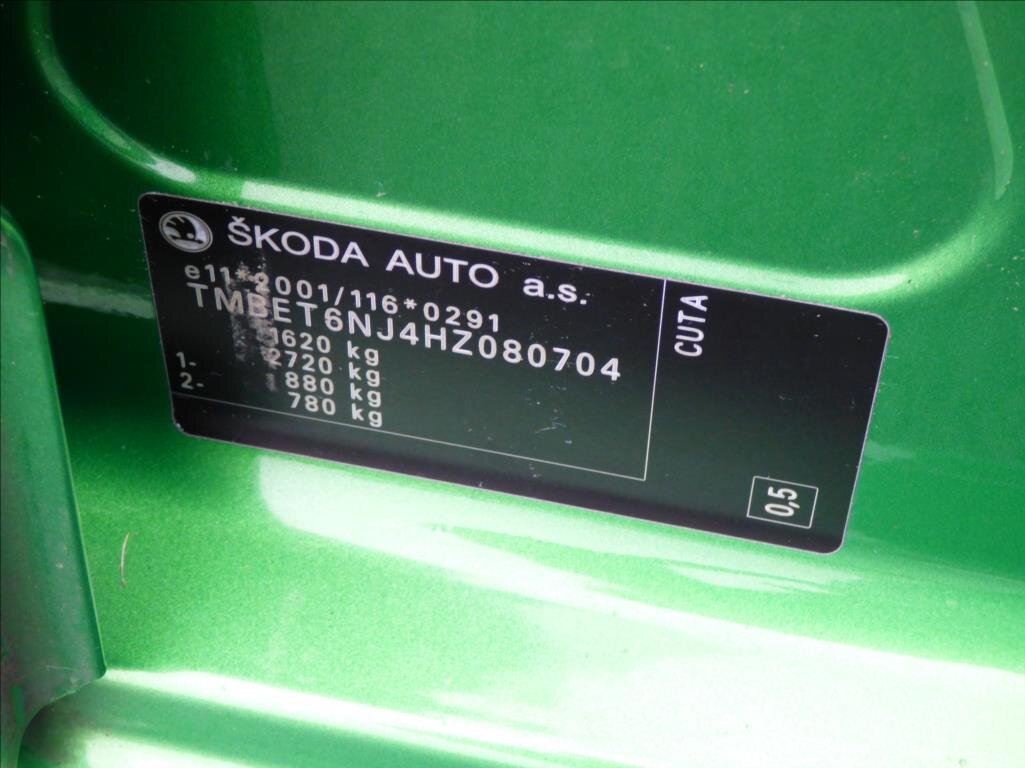 ŠKODA AUTO a.s.
e11*2001/116*0291
TMBET6NJ4HZ080704
1620 kg
2720 kg
1- 880 kg
2- 780 kg
CUTA
0,5